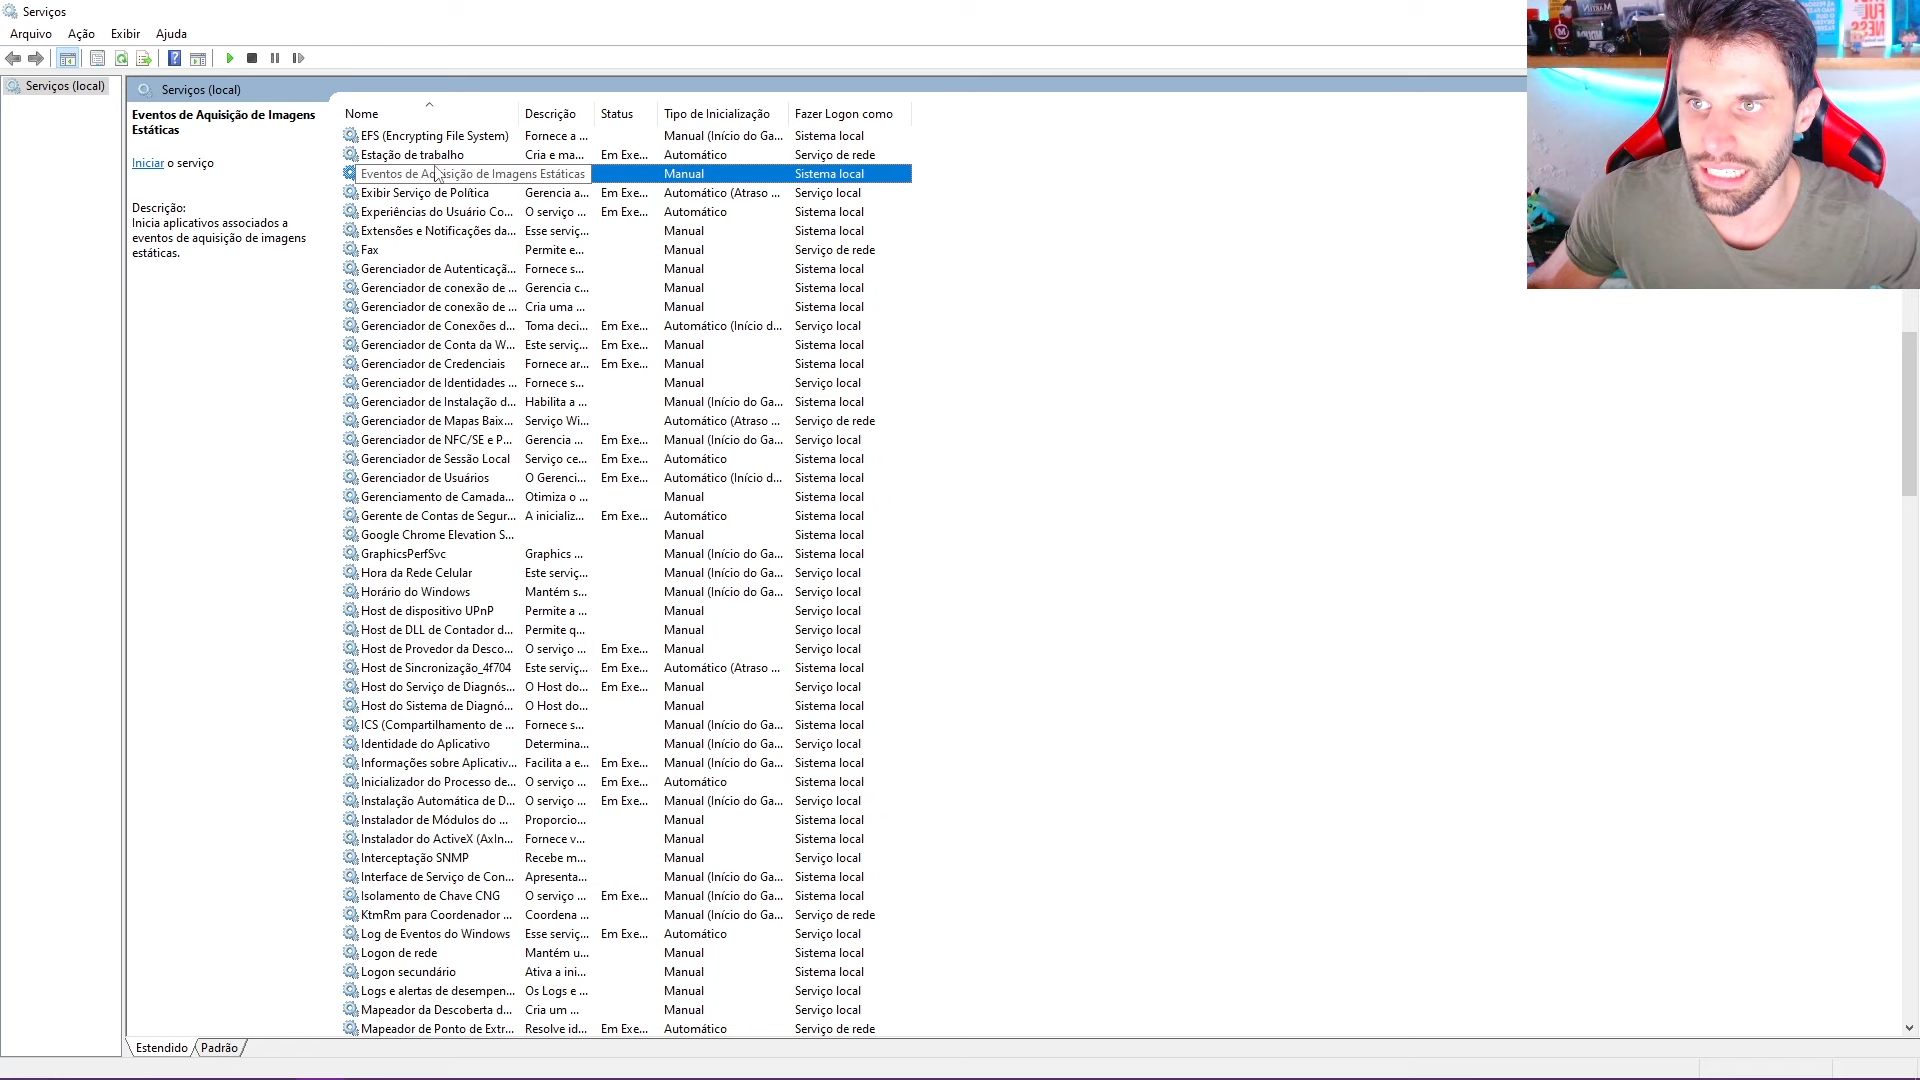 Serviços
Arquivo Ação Exibir Ajuda
Serviços (local)
Serviços (local)
Eventos de Aquisição de Imagens
Estáticas
Iniciar o serviço
Descrição:
Inicia aplicativos associados a
eventos de aquisição de imagens
estáticas.
Nome Descrição Status Tipo de Inicialização Fazer Logon como
EFS (Encrypting File System) Fornece a ... Manual (Início do Ga... Sistema local
Estação de trabalho Cria e ma... Em Exe... Automático Serviço de rede
Eventos de Aquisição de Imagens Estáticas Manual Sistema local
Exibir Serviço de Política Gerencia a... Em Exe... Automático (Atraso ... Serviço local
Experiências do Usuário Co... O serviço ... Em Exe... Automático Sistema local
Extensões e Notificações da... Esse serviç... Manual Sistema local
Fax Permite e... Manual Serviço de rede
Gerenciador de Autenticaçã... Fornece s... Manual Sistema local
Gerenciador de conexão de ... Gerencia c... Manual Sistema local
Gerenciador de conexão de ... Cria uma ... Manual Sistema local
Gerenciador de Conexões d... Toma deci... Em Exe... Automático (Início d... Serviço local
Gerenciador de Conta da W... Este serviç... Em Exe... Manual Sistema local
Gerenciador de Credenciais Fornece ar... Em Exe... Manual Sistema local
Gerenciador de Identidades ... Fornece s... Manual Serviço local
Gerenciador de Instalação d... Habilita a ... Manual (Início do Ga... Sistema local
Gerenciador de Mapas Baix... Serviço Wi... Automático (Atraso ... Serviço de rede
Gerenciador de NFC/SE e P... Gerencia ... Em Exe... Manual (Início do Ga... Serviço local
Gerenciador de Sessão Local Serviço ce... Em Exe... Automático Sistema local
Gerenciador de Usuários O Gerenci... Em Exe... Automático (Início d... Sistema local
Gerenciamento de Camada... Otimiza o ... Manual Sistema local
Gerente de Contas de Segur... A inicializ... Em Exe... Automático Sistema local
Google Chrome Elevation S... Manual Sistema local
GraphicsPerfSvc Graphics ... Manual (Início do Ga... Sistema local
Hora da Rede Celular Este serviç... Manual (Início do Ga... Serviço local
Horário do Windows Mantém s... Manual (Início do Ga... Serviço local
Host de dispositivo UPnP Permite a ... Manual Serviço local
Host de DLL de Contador d... Permite q... Manual Serviço local
Host de Provedor da Desco... O serviço ... Em Exe... Manual Serviço local
Host de Sincronização_4f704 Este serviç... Em Exe... Automático (Atraso ... Sistema local
Host do Serviço de Diagnós... O Host do... Em Exe... Manual Serviço local
Host do Sistema de Diagnó... O Host do... Manual Sistema local
ICS (Compartilhamento de ... Fornece s... Manual (Início do Ga... Sistema local
Identidade do Aplicativo Determina... Manual (Início do Ga... Serviço local
Informações sobre Aplicativ... Facilita a e... Em Exe... Manual (Início do Ga... Sistema local
Inicializador do Processo de... O serviço ... Em Exe... Automático Sistema local
Instalação Automática de D... O serviço ... Em Exe... Manual (Início do Ga... Serviço local
Instalador de Módulos do ... Proporcio... Manual Sistema local
Instalador do ActiveX (AxIn... Fornece v... Manual Sistema local
Interceptação SNMP Recebe m... Manual Serviço local
Interface de Serviço de Con... Apresenta... Manual (Início do Ga... Sistema local
Isolamento de Chave CNG O serviço ... Em Exe... Manual (Início do Ga... Sistema local
KtmRm para Coordenador ... Coordena ... Manual (Início do Ga... Serviço de rede
Log de Eventos do Windows Esse serviç... Em Exe... Automático Serviço local
Logon de rede Mantém u... Manual Sistema local
Logon secundário Ativa a ini... Manual Sistema local
Logs e alertas de desempen... Os Logs e ... Manual Serviço local
Mapeador da Descoberta d... Cria um ... Manual Serviço local
Mapeador de Ponto de Extr... Resolve id... Em Exe... Automático Serviço de rede
Estendido Padrão